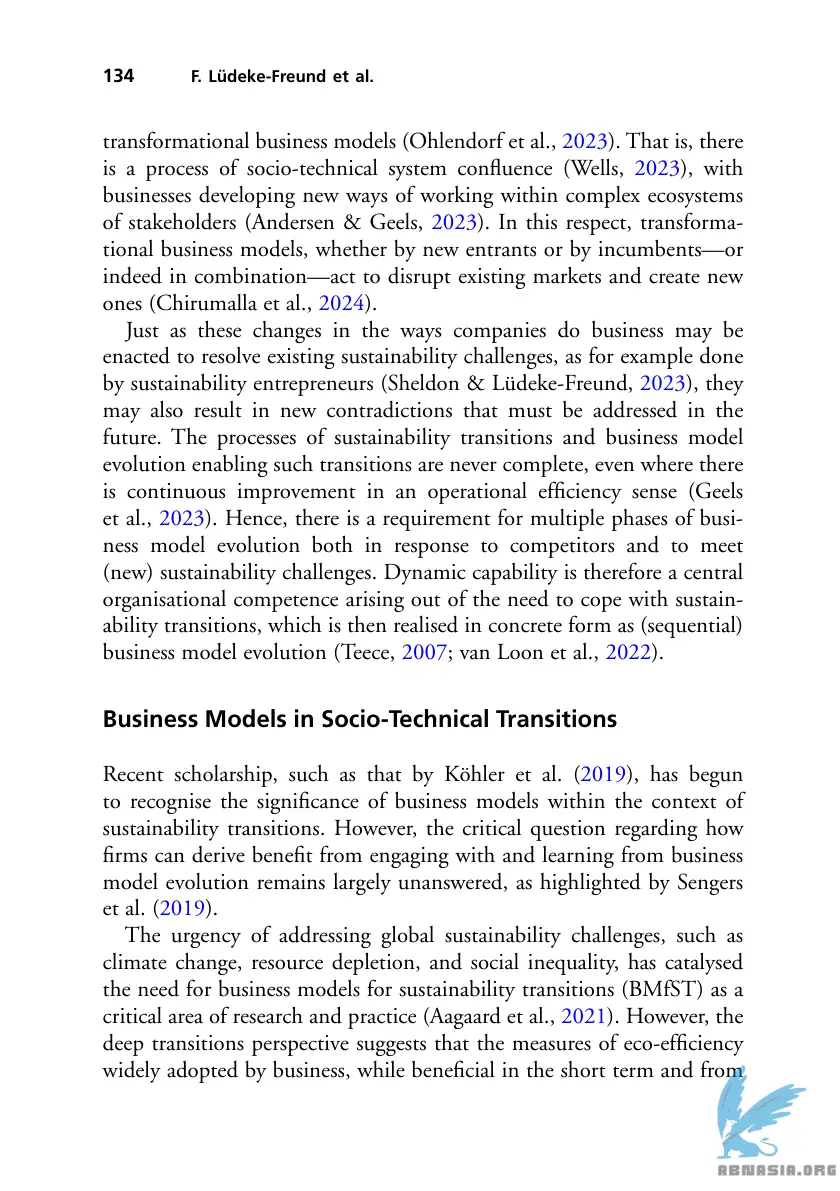 134 F. Lüdeke-Freund et al.
transformational business models (Ohlendorf et al., 2023). That is, there
is a process of socio-technical system confluence (Wells, 2023), with
businesses developing new ways of working within complex ecosystems
of stakeholders (Andersen & Geels, 2023). In this respect, transforma-
tional business models, whether by new entrants or by incumbents—or
indeed in combination—act to disrupt existing markets and create new
ones (Chirumalla et al., 2024).
Just as these changes in the ways companies do business may be
enacted to resolve existing sustainability challenges, as for example done
by sustainability entrepreneurs (Sheldon & Lüdeke-Freund, 2023), they
may also result in new contradictions that must be addressed in the
future. The processes of sustainability transitions and business model
evolution enabling such transitions are never complete, even where there
is continuous improvement in an operational efficiency sense (Geels
et al., 2023). Hence, there is a requirement for multiple phases of busi-
ness model evolution both in response to competitors and to meet
(new) sustainability challenges. Dynamic capability is therefore a central
organisational competence arising out of the need to cope with sustain-
ability transitions, which is then realised in concrete form as (sequential)
business model evolution (Teece, 2007; van Loon et al., 2022).
Business Models in Socio-Technical Transitions
Recent scholarship, such as that by Köhler et al. (2019), has begun
to recognise the significance of business models within the context of
sustainability transitions. However, the critical question regarding how
firms can derive benefit from engaging with and learning from business
model evolution remains largely unanswered, as highlighted by Sengers
et al. (2019).
The urgency of addressing global sustainability challenges, such as
climate change, resource depletion, and social inequality, has catalysed
the need for business models for sustainability transitions (BMfST) as a
critical area of research and practice (Aagaard et al., 2021). However, the
deep transitions perspective suggests that the measures of eco-efficiency
widely adopted by business, while beneficial in the short term and from
ABNASIA.ORG